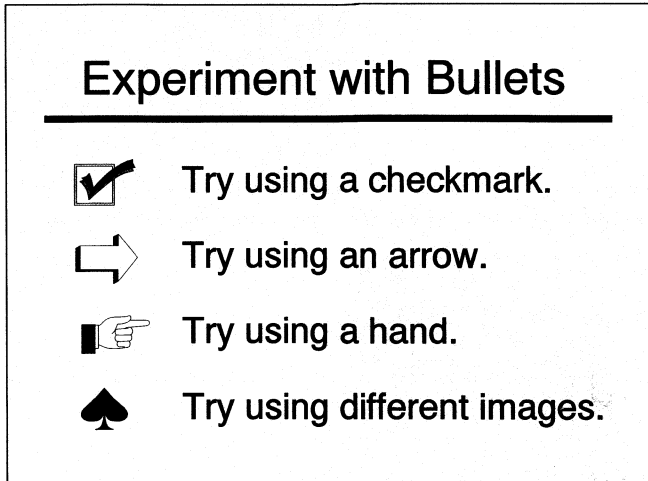 Experiment with Bullets
Try using a checkmark.
Try using an arrow.
Try using a hand.
Try using different images.